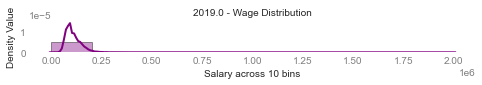 2019.0 - Wage Distribution
1e−5
Density Value
1
0
0.00 0.25 0.50 0.75 1.00 1.25 1.50 1.75 2.00
Salary across 10 bins
1e6